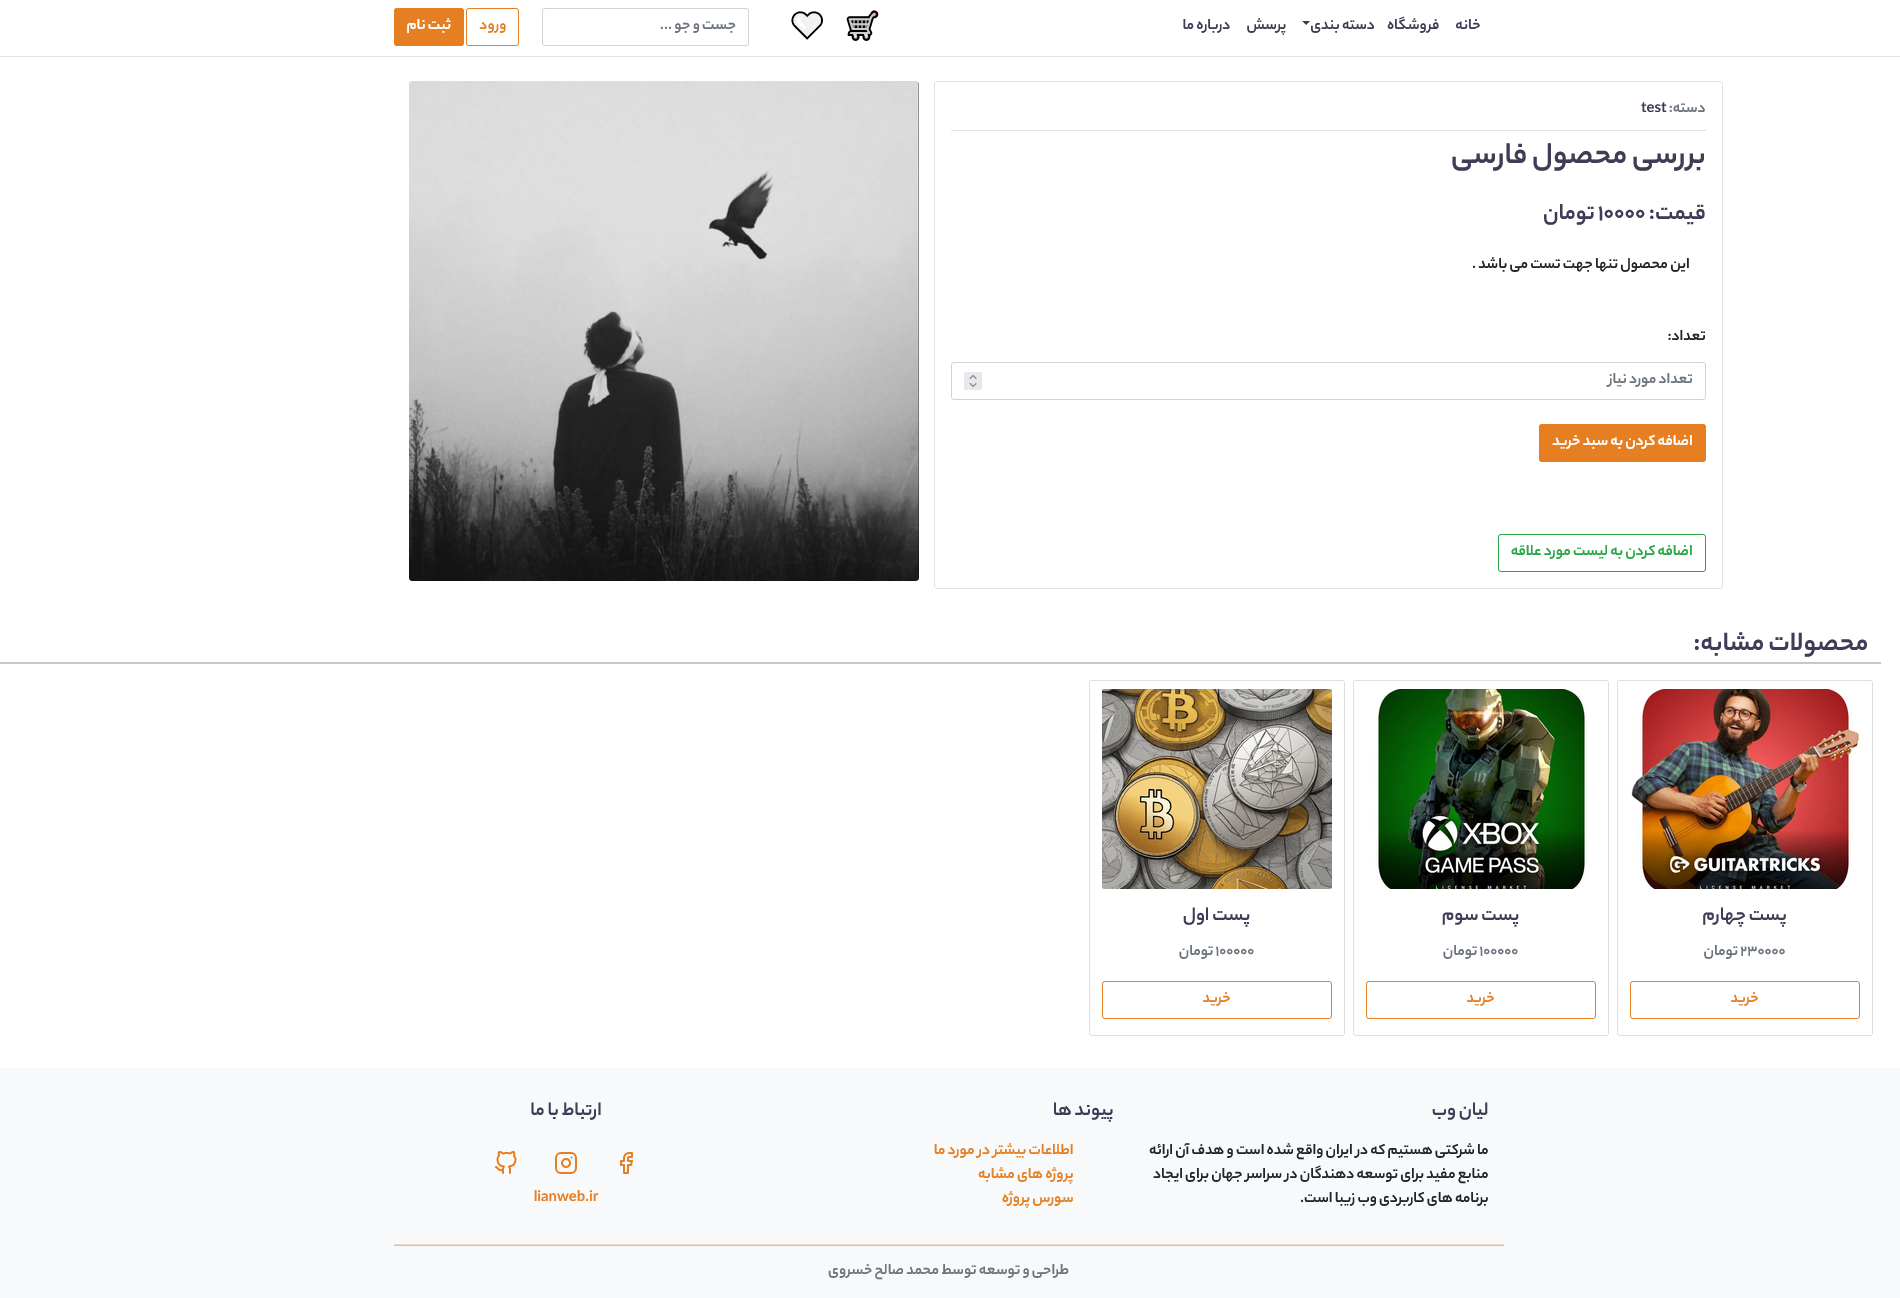 خانه فروشگاه دسته بندی پرسش درباره ما جست و جو ... ورود ثبت نام
دسته: test
بررسی محصول فارسی
قیمت: ۱۰۰۰۰ تومان
این محصول تنها جهت تست می باشد .
تعداد:
تعداد مورد نیاز
اضافه کردن به سبد خرید
اضافه کردن به لیست مورد علاقه
محصولات مشابه:
GUITARTRICKS
LICENSE MARKET
پست چهارم
۲۳۰۰۰۰ تومان
خرید
117
XBOX
GAME PASS
LICENSE MARKET
پست سوم
۱۰۰۰۰۰ تومان
خرید
پست اول
۱۰۰۰۰۰ تومان
خرید
لیان وب
ما شرکتی هستیم که در ایران واقع شده است و هدف آن ارائه
منابع مفید برای توسعه دهندگان در سراسر جهان برای ایجاد
برنامه های کاربردی وب زیبا است.
پیوند ها
اطلاعات بیشتر در مورد ما
پروژه های مشابه
سورس پروژه
ارتباط با ما
lianweb.ir
طراحی و توسعه توسط محمد صالح خسروی